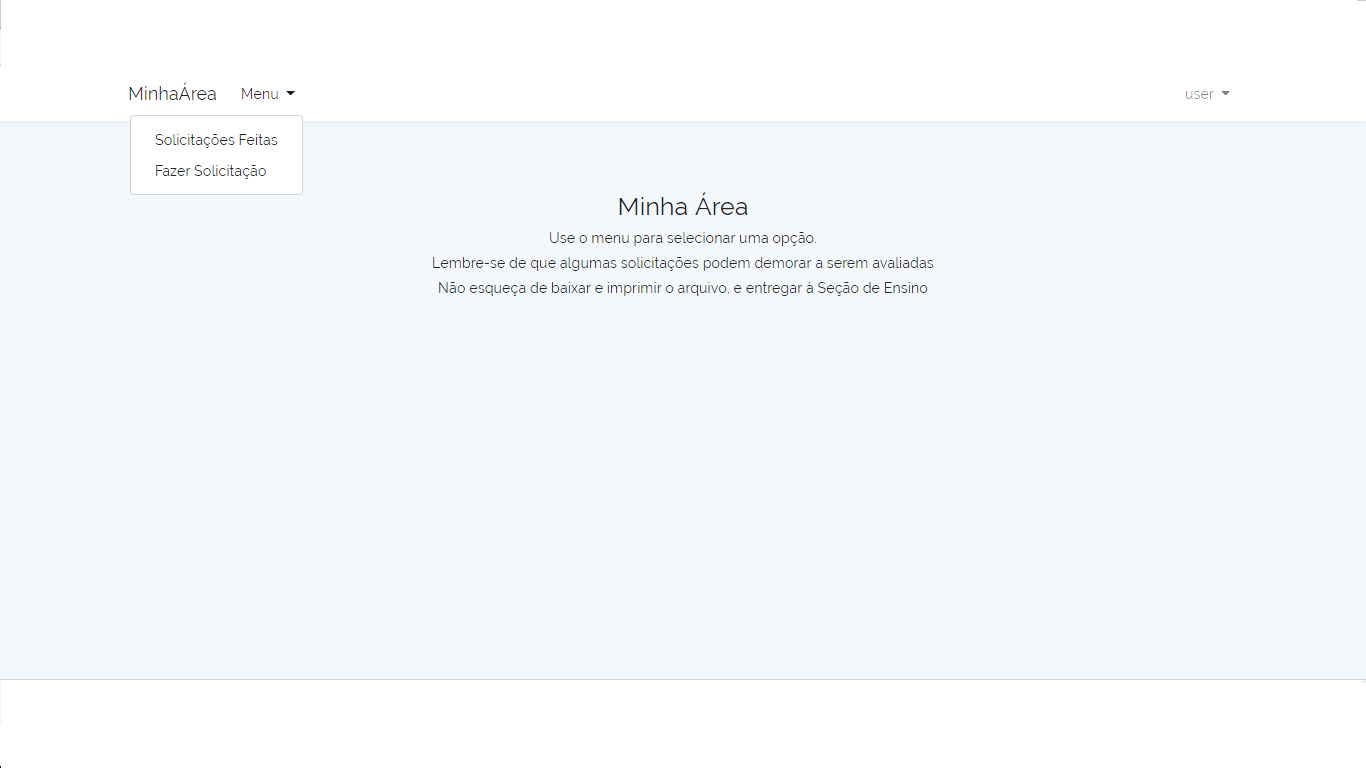 MinhaÁrea Menu user
Solicitações Feitas
Fazer Solicitação
Minha Área
Use o menu para selecionar uma opção.
Lembre-se de que algumas solicitações podem demorar a serem avaliadas
Não esqueça de baixar e imprimir o arquivo, e entregar à Seção de Ensino